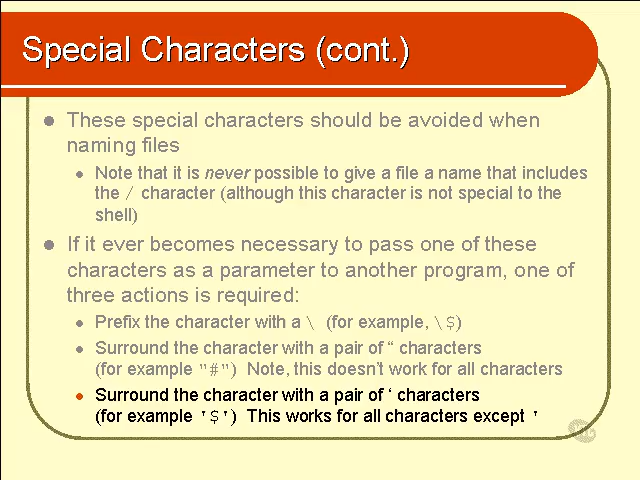 Special Characters (cont.)
These special characters should be avoided when
naming files
Note that it is never possible to give a file a name that includes
the / character (although this character is not special to the
shell)
If it ever becomes necessary to pass one of these
characters as a parameter to another program, one of
three actions is required:
Prefix the character with a \ (for example, \$)
Surround the character with a pair of “ characters
(for example "#") Note, this doesn't work for all characters
Surround the character with a pair of ‘ characters
(for example '$') This works for all characters except '